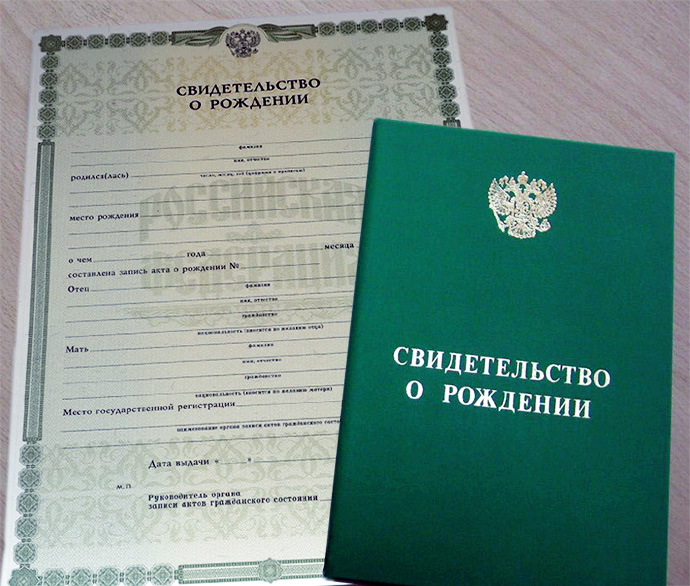 СВИДЕТЕЛЬСТВО
О РОЖДЕНИИ
фамилия
имя, отчество
родился(лась)
число, месяц, год (цифрами и прописью)
место рождения
РОССИЙСКАЯ
ФЕДЕРАЦИЯ
о чем года месяца
составлена запись акта о рождении №
Отец
фамилия
имя, отчество
гражданство
национальность (вносится по желанию отца)
Мать
фамилия
имя, отчество
гражданство
национальность (вносится по желанию матери)
Место государственной регистрации
наименование органа записи актов гражданского
Дата выдачи « »
М.П.
Руководитель органа
записи актов гражданского состояния
СВИДЕТЕЛЬСТВО
О РОЖДЕНИИ